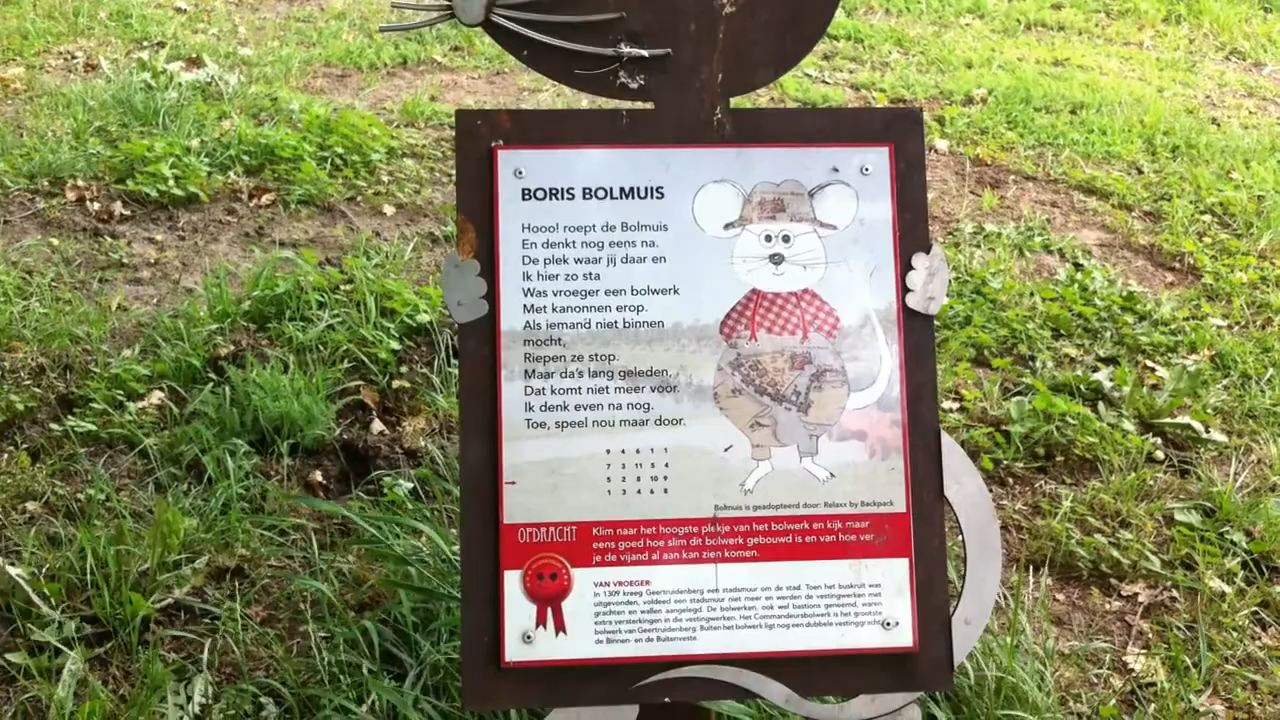 BORIS BOLMUIS
Hooo! roept de Bolmuis
En denkt nog eens na.
De plek waar jij daar en
Ik hier zo sta
Was vroeger een bolwerk
Met kanonnen erop.
Als iemand niet binnen
mocht,
Riepen ze stop.
Maar da's lang geleden,
Dat komt niet meer voor.
Ik denk even na nog.
Toe, speel nou maar door.
9 4 6 1 1
7 3 11 5 4
5 2 8 10 9
1 3 4 6 8
Bolmuis is geadopteerd door: Relaxx by Backpack
OPDRACHT
Klim naar het hoogste plekje van het bolwerk en kijk maar
eens goed hoe slim dit bolwerk gebouwd is en van hoe ver
je de vijand al aan kan zien komen.
VAN VROEGER:
In 1309 kreeg Geertruidenberg een stadsmuur om de stad. Toen het buskruit was
uitgevonden, voldeed een stadsmuur niet meer en werden de vestingwerken met
grachten en wallen aangelegd. De bolwerken, ook wel bastions genoemd, waren
extra versterkingen in die vestingwerken. Het Commandeursbolwerk is het grootste
bolwerk van Geertruidenberg. Buiten het bolwerk ligt nog een dubbele vestinggracht,
de Binnen- en de Buitenveste.